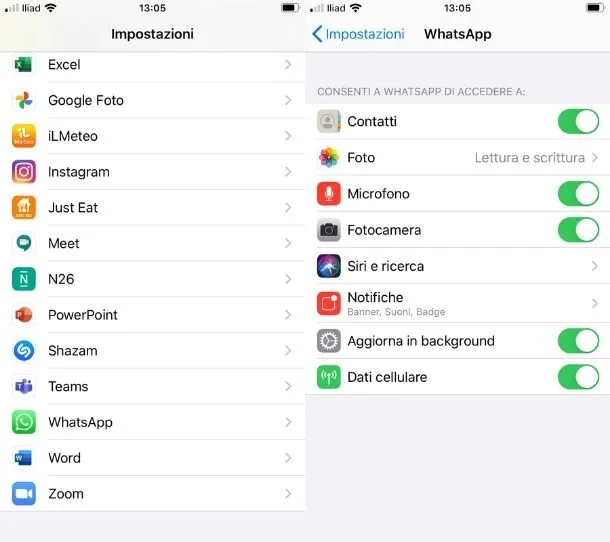 Iliad
13:05
Impostazioni
Excel
Google Foto
iLMeteo
Instagram
Just Eat
Meet
N26
PowerPoint
Shazam
Teams
WhatsApp
Word
Zoom
Iliad
13:05
Impostazioni
WhatsApp
CONSENTI A WHATSAPP DI ACCEDERE A:
Contatti
Foto
Lettura e scrittura
Microfono
Fotocamera
Siri e ricerca
Notifiche
Banner, Suoni, Badge
Aggiorna in background
Dati cellulare